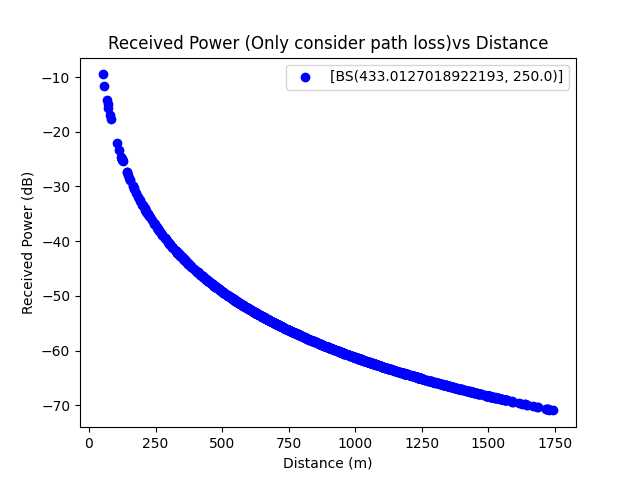 Received Power (Only consider path loss)vs Distance
[BS(433.0127018922193, 250.0)]
Received Power (dB)
−10
−20
−30
−40
−50
−60
−70
0 250 500 750 1000 1250 1500 1750
Distance (m)